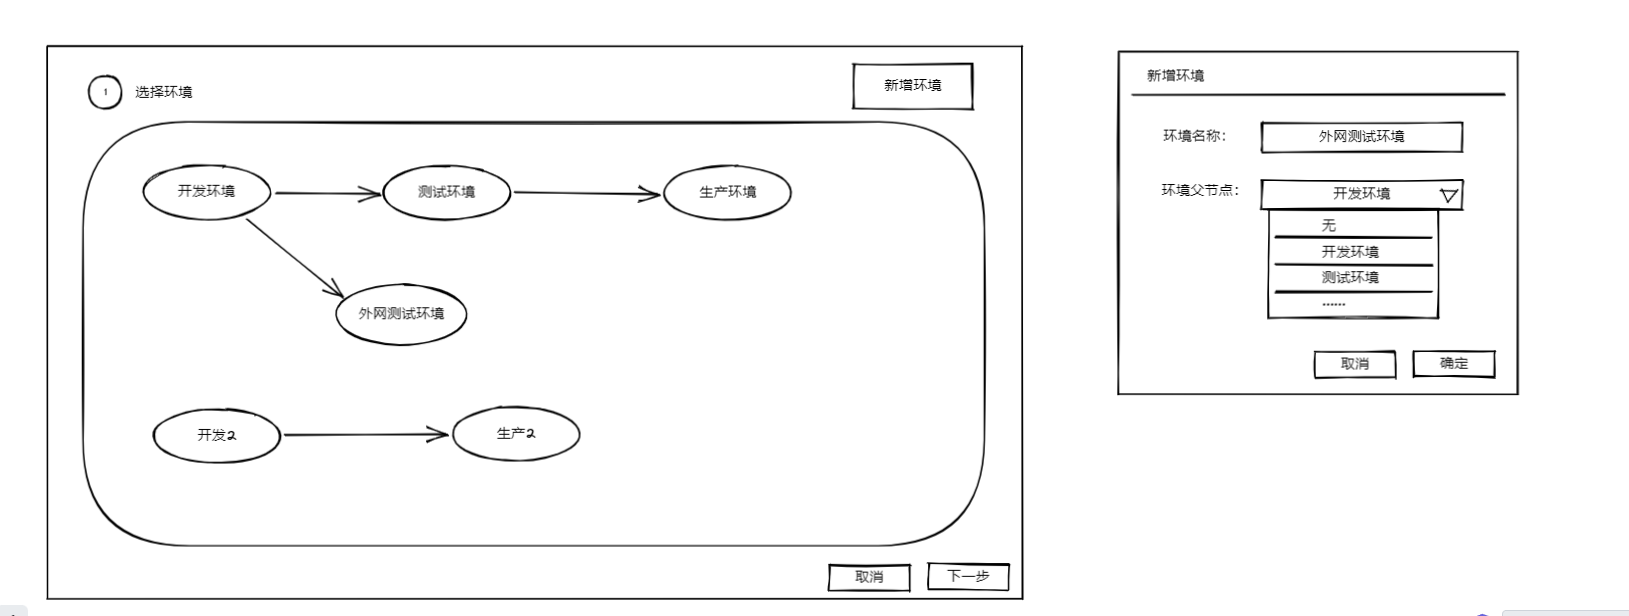 1
选择环境
新增环境
开发环境
测试环境
生产环境
外网测试环境
开发2
生产2
取消
下一步
新增环境
环境名称:
外网测试环境
环境父节点:
开发环境
无
开发环境
测试环境
......
取消
确定